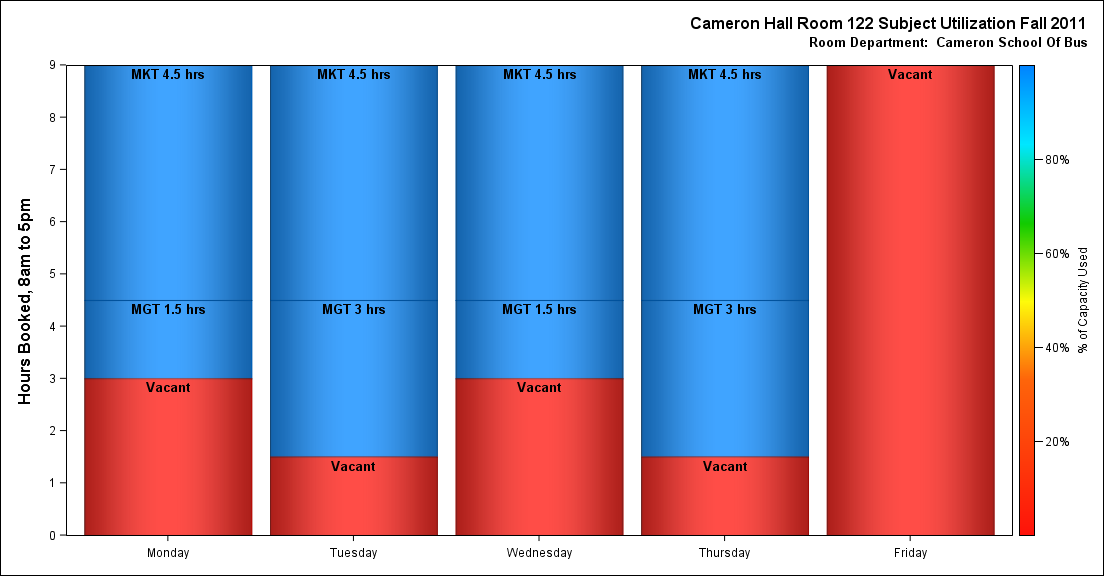 Cameron Hall Room 122 Subject Utilization Fall 2011
Room Department:  Cameron School Of Bus
Hours Booked, 8am to 5pm
9
8
7
6
5
4
3
2
1
0
MKT 4.5 hrs
MGT 1.5 hrs
Vacant
MKT 4.5 hrs
MGT 3 hrs
Vacant
MKT 4.5 hrs
MGT 1.5 hrs
Vacant
MKT 4.5 hrs
MGT 3 hrs
Vacant
Vacant
Monday
Tuesday
Wednesday
Thursday
Friday
80%
60%
40%
20%
% of Capacity Used